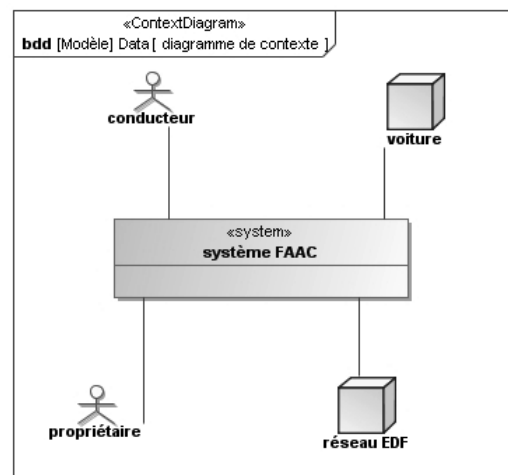 «ContextDiagram»
bdd [Modèle] Data [ diagramme de contexte ]
conducteur
voiture
«system»
système FAAC
propriétaire
réseau EDF